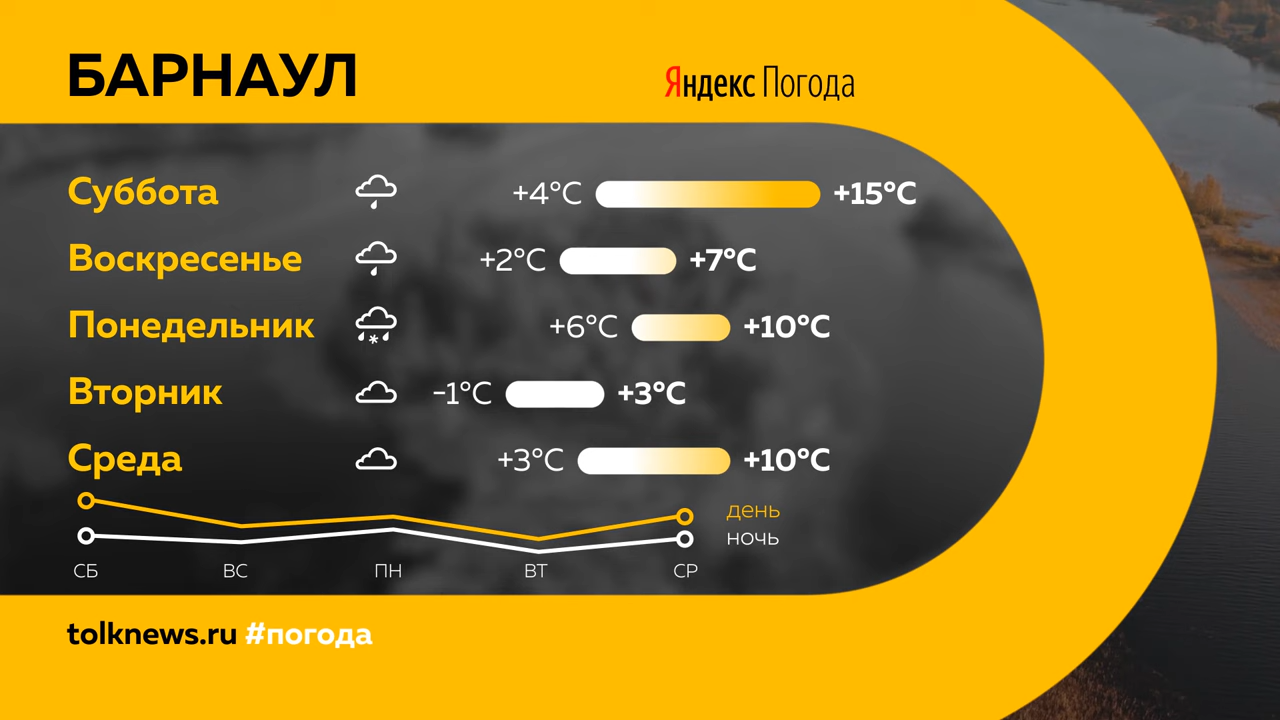 БАРНАУЛ
Яндекс Погода
Суббота +4°C +15°C
Воскресенье +2°C +7°C
Понедельник +6°C +10°C
Вторник -1°C +3°C
Среда +3°C +10°C
день
ночь
СБ ВС ПН ВТ СР
tolknews.ru #погода